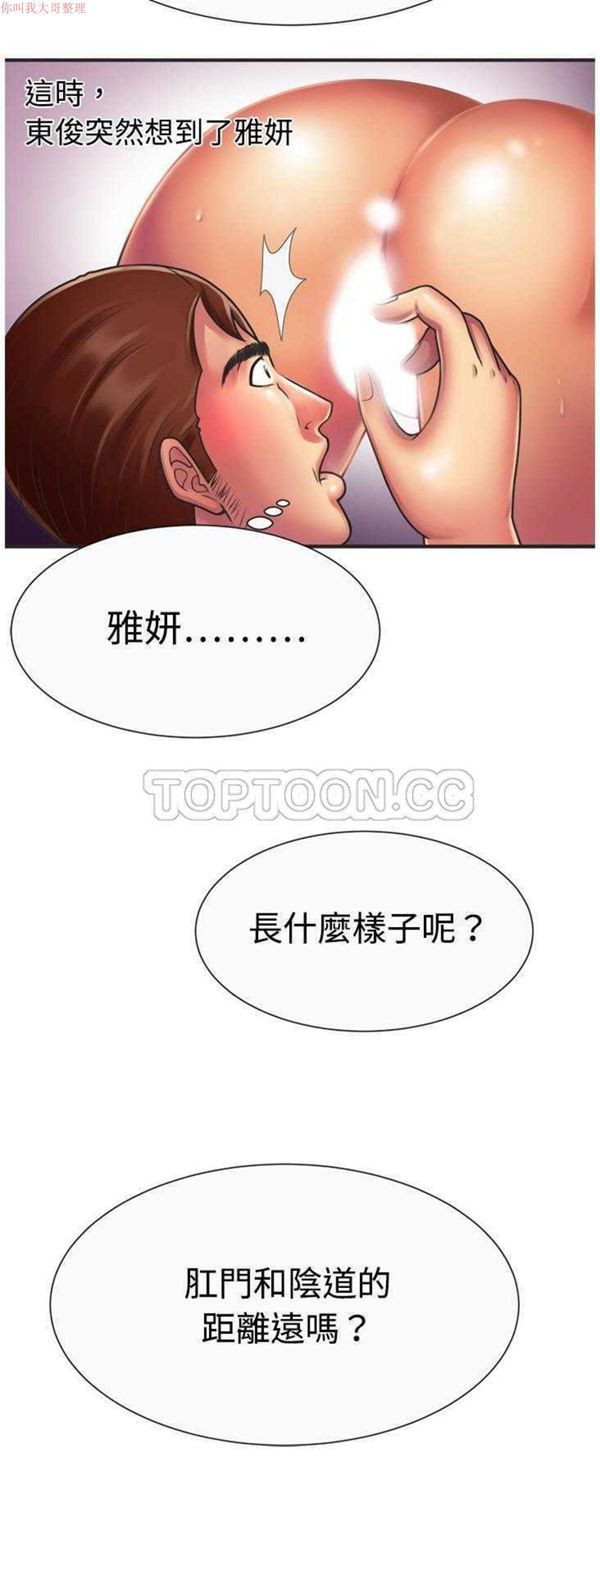 你叫我大哥整理
這時，
東俊突然想到了雅妍
雅妍.........
TOPTOON.CC
長什麼樣子呢？
肛門和陰道的
距離遠嗎？